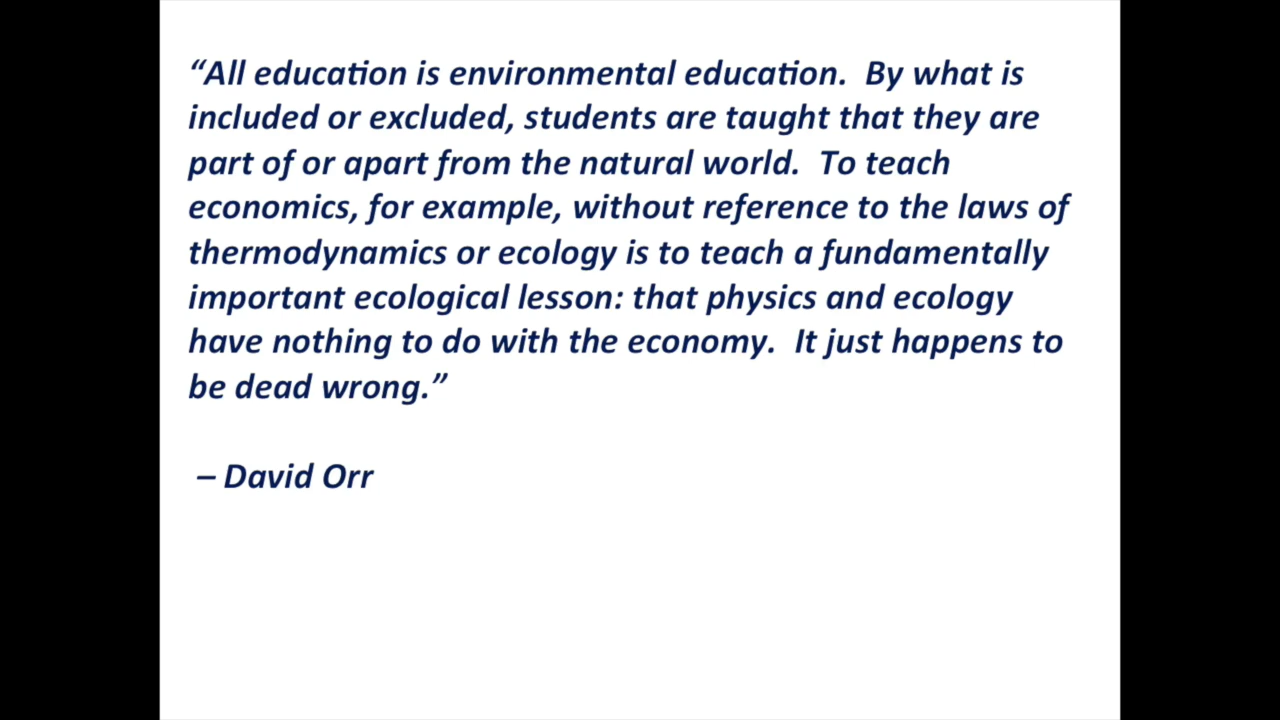 “All education is environmental education.  By what is
included or excluded, students are taught that they are
part of or apart from the natural world.  To teach
economics, for example, without reference to the laws of
thermodynamics or ecology is to teach a fundamentally
important ecological lesson: that physics and ecology
have nothing to do with the economy.  It just happens to
be dead wrong.”
– David Orr